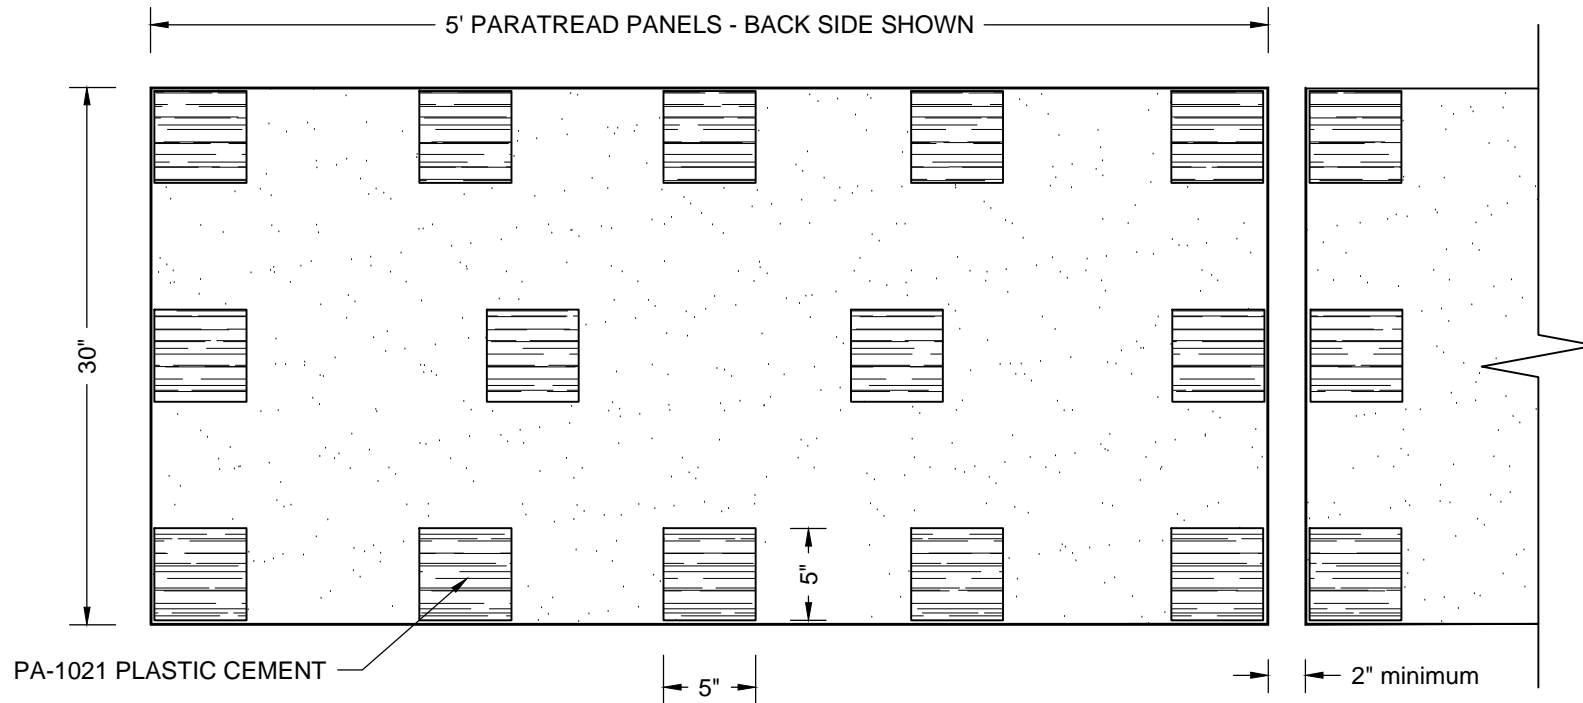 5' PARATREAD PANELS - BACK SIDE SHOWN
30"
5"
PA-1021 PLASTIC CEMENT
5"
2" minimum